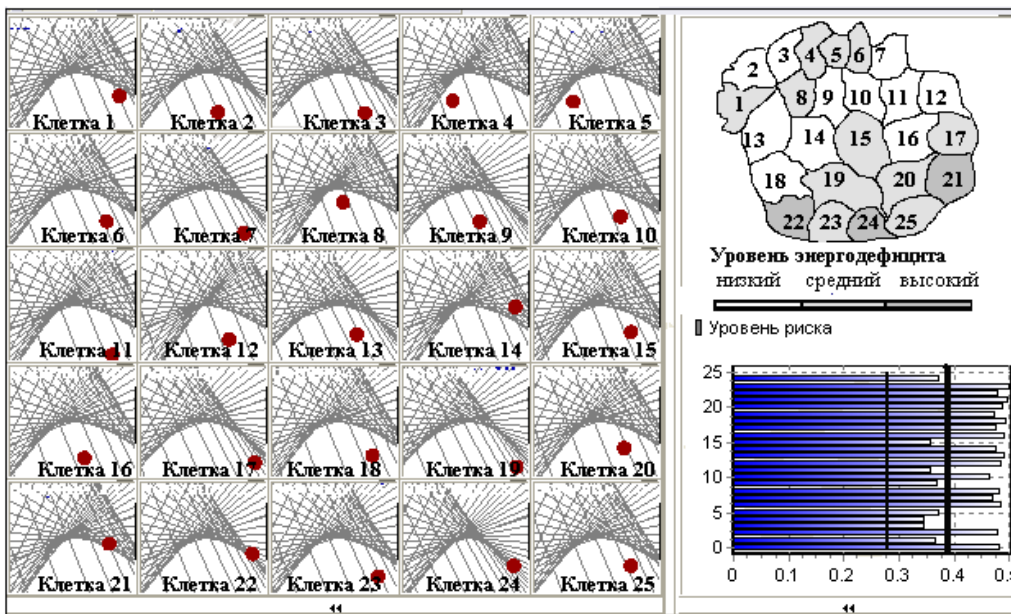 Клетка 1 Клетка 2 Клетка 3 Клетка 4 Клетка 5
Клетка 6 Клетка 7 Клетка 8 Клетка 9 Клетка 10
Клетка 11 Клетка 12 Клетка 13 Клетка 14 Клетка 15
Клетка 16 Клетка 17 Клетка 18 Клетка 19 Клетка 20
Клетка 21 Клетка 22 Клетка 23 Клетка 24 Клетка 25
2 3 4 5 6 7
1 8 9 10 11 12
13 14 15 16 17
18 19 20 21
22 23 24 25
Уровень энергодефицита
низкий средний высокий
Уровень риска
25
20
15
10
5
0
0 0.1 0.2 0.3 0.4